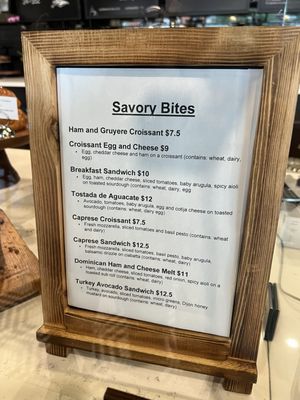 Savory Bites
Ham and Gruyere Croissant $7.5
Croissant Egg and Cheese $9
• Egg, cheddar cheese and ham on a croissant (contains: wheat, dairy,
egg)
Breakfast Sandwich $10
• Egg, ham, cheddar cheese, sliced tomatoes, baby arugula, spicy aioli
on toasted sourdough (contains: wheat, dairy, egg
Tostada de Aguacate $12
• Avocado, tomatoes, baby arugula, egg and cotija cheese on toasted
sourdough (contains: wheat, dairy, egg)
Caprese Croissant $7.5
• Fresh mozzarella, sliced tomatoes and basil pesto (contains: wheat
and dairy)
Caprese Sandwich $12.5
• Fresh mozzarella, sliced tomatoes, basil pesto, baby arugula,
balsamic drizzle on ciabatta (contains: wheat, dairy)
Dominican Ham and Cheese Melt $11
• Ham, cheddar cheese, sliced tomatoes, red onion, spicy aioli on a
toasted sub roll (contains: wheat, dairy)
Turkey Avocado Sandwich $12.5
• Turkey, avocado, sliced tomatoes, micro greens, Dijon honey
mustard on sourdough (contains: wheat, dairy)